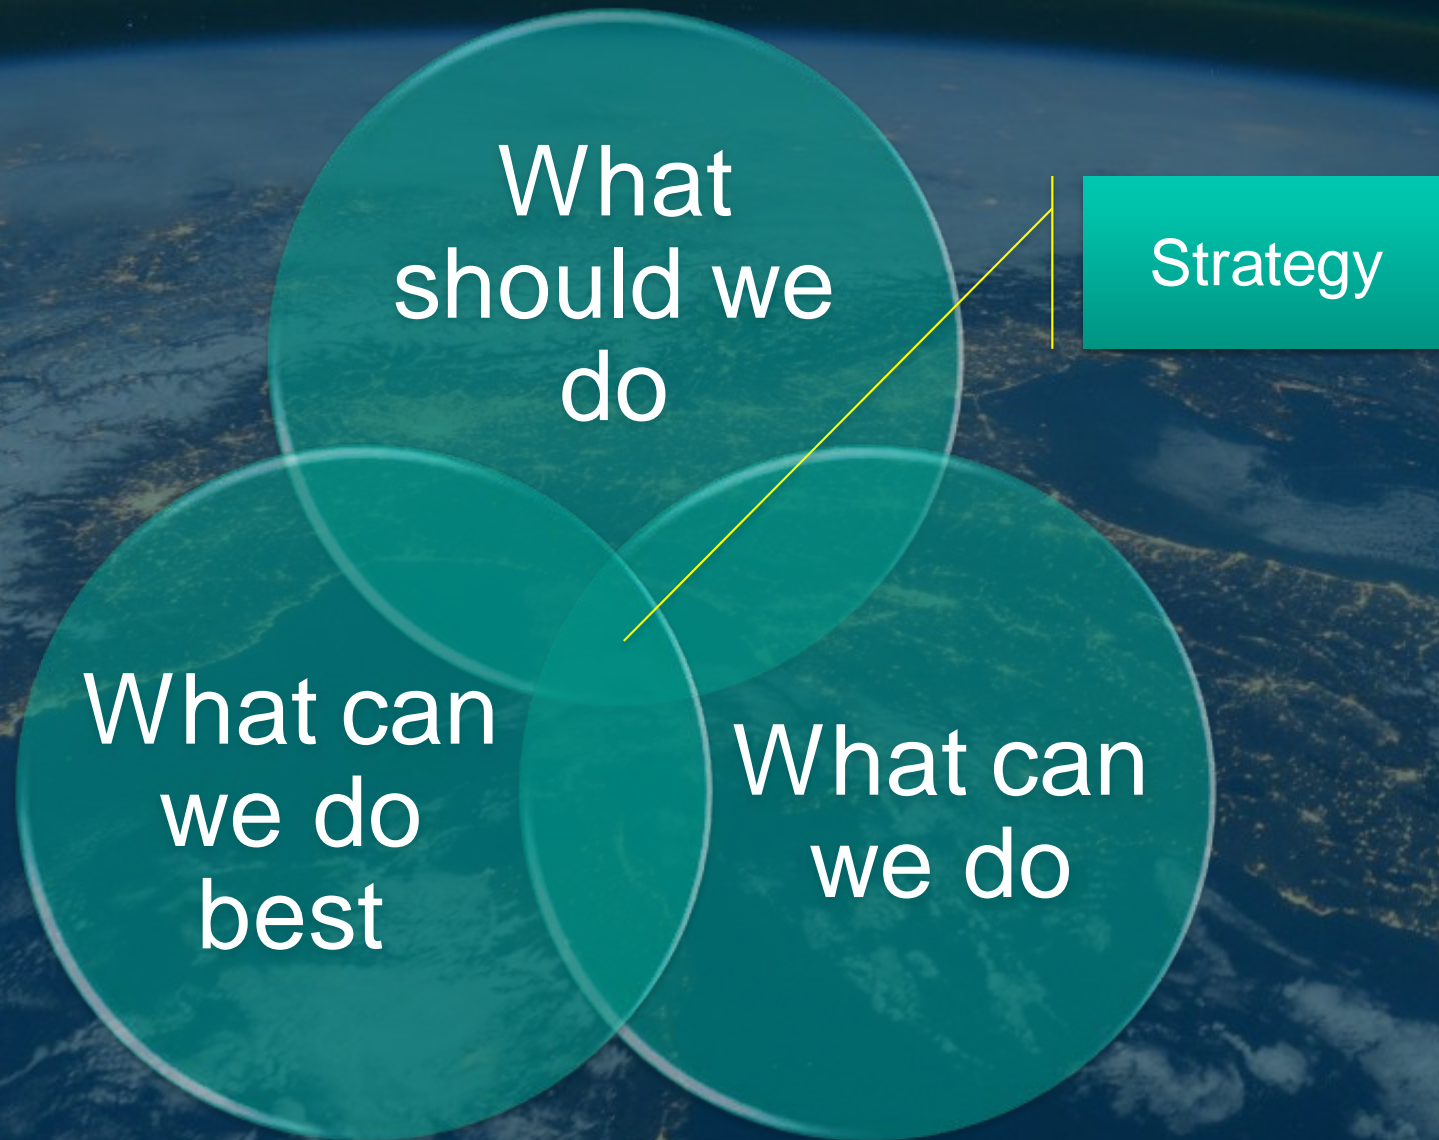 What
should we
do
Strategy
What can
we do
best
What can
we do